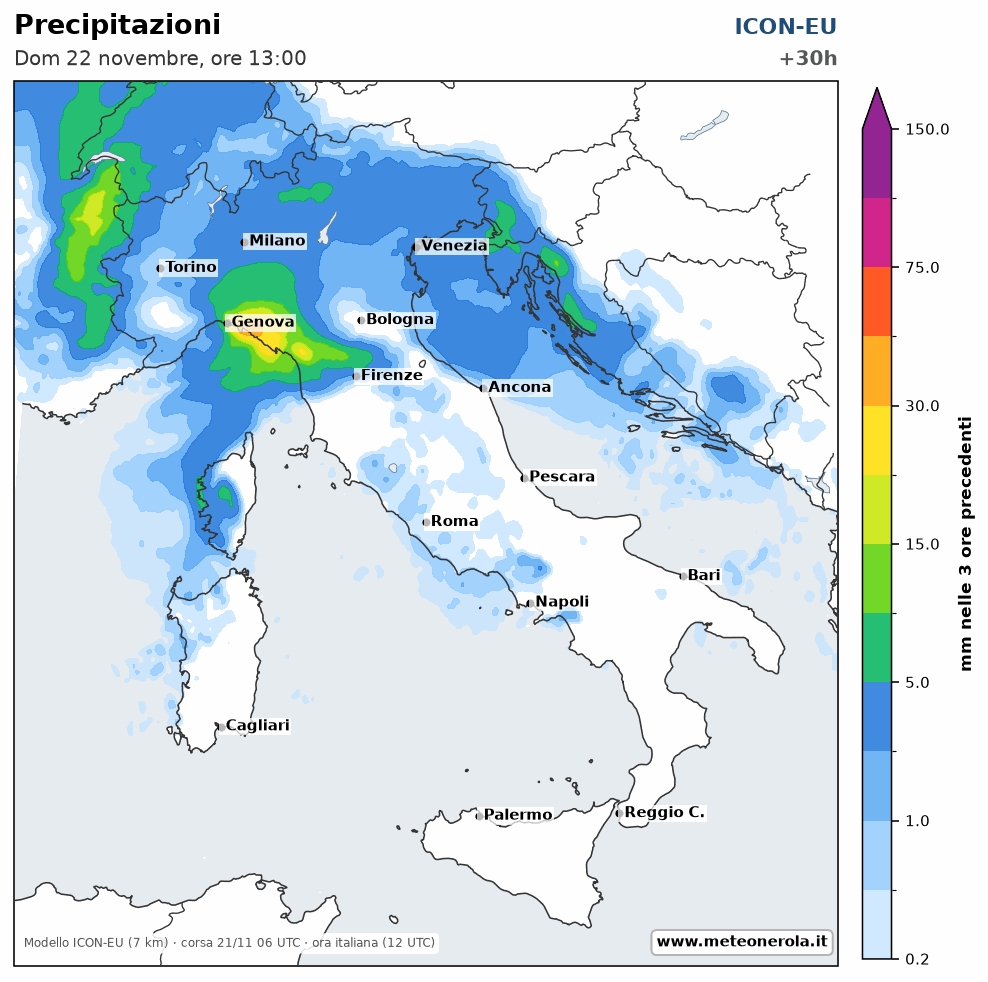 Precipitazioni
ICON-EU
Dom 22 novembre, ore 13:00
+30h
150.0
75.0
30.0
15.0
5.0
1.0
0.2
mm nelle 3 ore precedenti
Milano
Venezia
Torino
Genova
Bologna
Firenze
Ancona
Pescara
Roma
Bari
Napoli
Cagliari
Palermo
Reggio C.
Modello ICON-EU (7 km) · corsa 21/11 06 UTC · ora italiana (12 UTC)
www.meteonerola.it